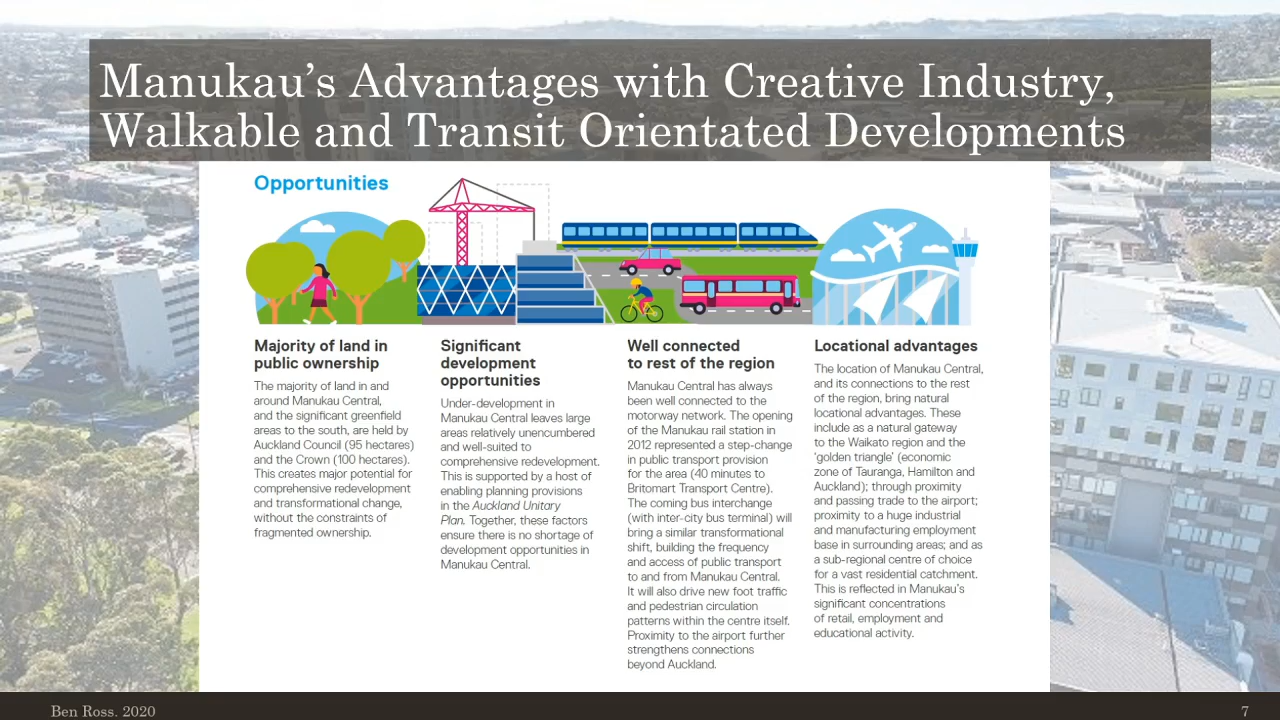 Manukau's Advantages with Creative Industry,
Walkable and Transit Orientated Developments
Opportunities
Majority of land in
public ownership
The majority of land in and
around Manukau Central,
and the significant greenfield
areas to the south, are held by
Auckland Council (95 hectares)
and the Crown (100 hectares).
This creates major potential for
comprehensive redevelopment
and transformational change,
without the constraints of
fragmented ownership.
Significant
development
opportunities
Under-development in
Manukau Central leaves large
areas relatively unencumbered
and well-suited to
comprehensive redevelopment.
This is supported by a host of
enabling planning provisions
in the Auckland Unitary
Plan. Together, these factors
ensure there is no shortage of
development opportunities in
Manukau Central.
Well connected
to rest of the region
Manukau Central has always
been well connected to the
motorway network. The opening
of the Manukau rail station in
2012 represented a step-change
in public transport provision
for the area (40 minutes to
Britomart Transport Centre).
The coming bus interchange
(with inter-city bus terminal) will
bring a similar transformational
shift, building the frequency
and access of public transport
to and from Manukau Central.
It will also drive new foot traffic
and pedestrian circulation
patterns within the centre itself.
Proximity to the airport further
strengthens connections
beyond Auckland.
Locational advantages
The location of Manukau Central,
and its connections to the rest
of the region, bring natural
locational advantages. These
include as a natural gateway
to the Waikato region and the
'golden triangle' (economic
zone of Tauranga, Hamilton and
Auckland); through proximity
and passing trade to the airport;
proximity to a huge industrial
and manufacturing employment
base in surrounding areas; and as
a sub-regional centre of choice
for a vast residential catchment.
This is reflected in Manukau's
significant concentrations
of retail, employment and
educational activity.
Ben Ross. 2020
7